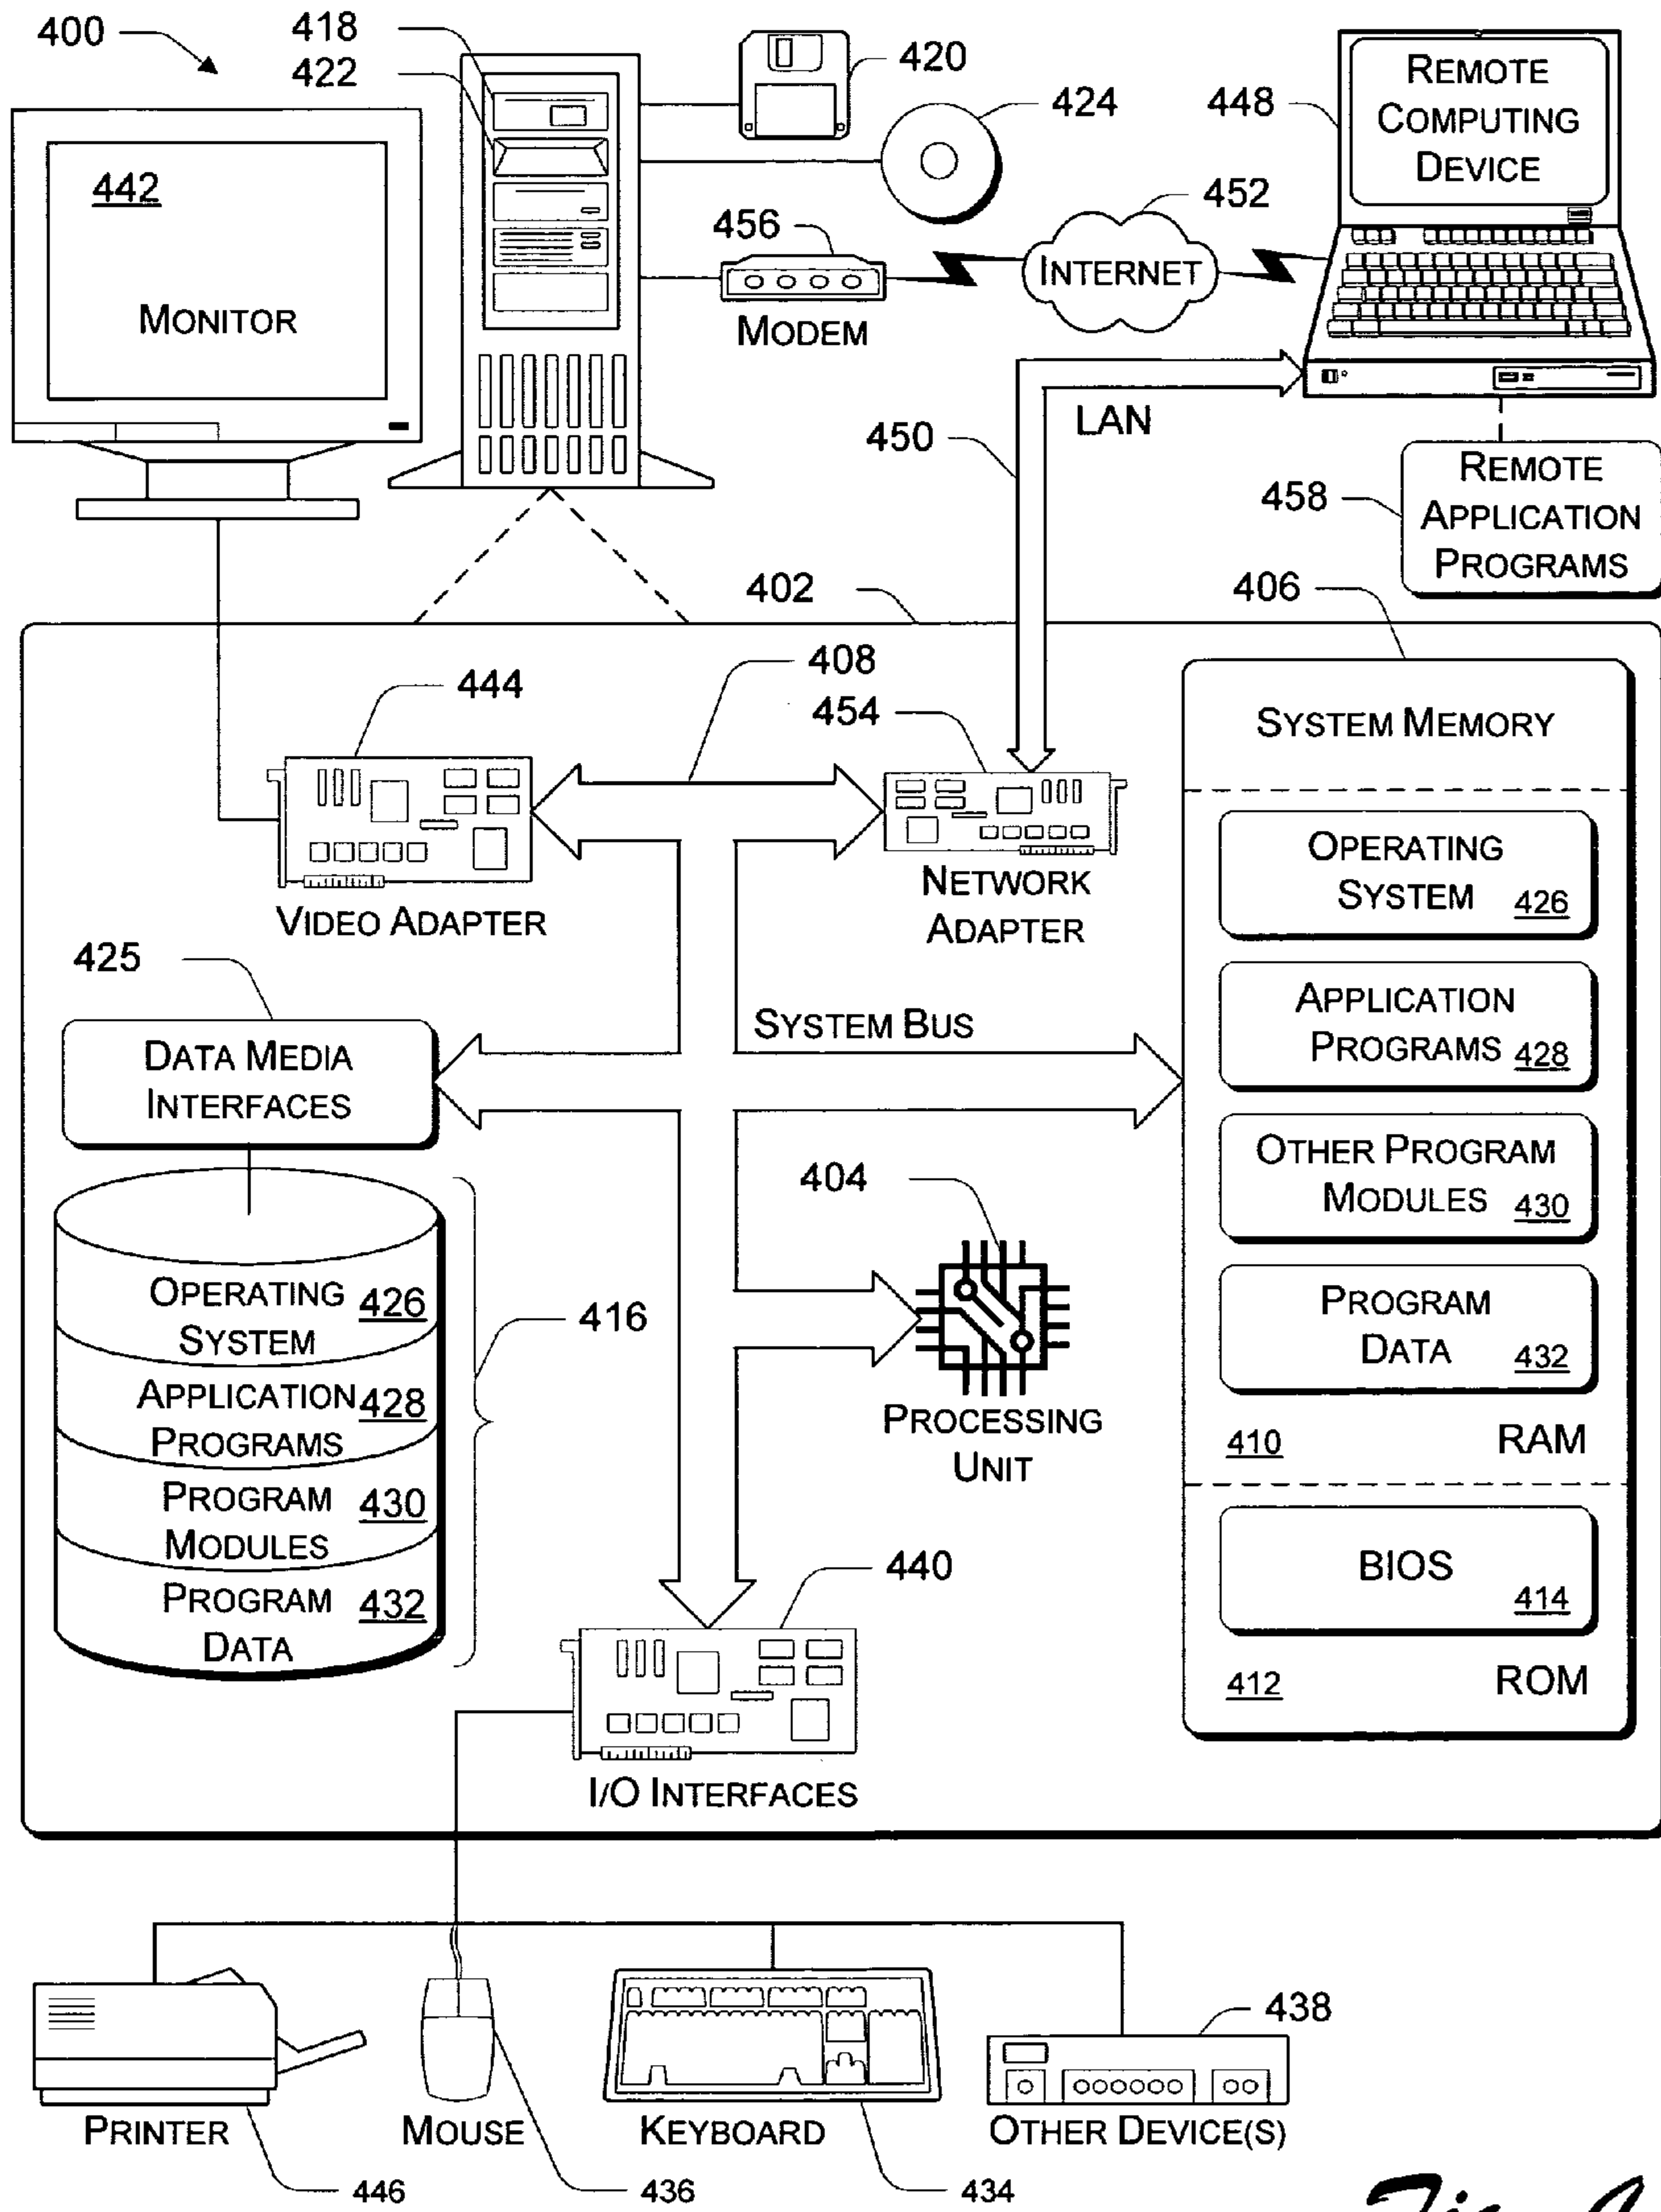 400
418
422
420
424
448
REMOTE
COMPUTING
DEVICE
442
MONITOR
456
MODEM
452
INTERNET
LAN
450
458
REMOTE
APPLICATION
PROGRAMS
402
406
408
444
454
VIDEO ADAPTER
NETWORK
ADAPTER
SYSTEM MEMORY
OPERATING
SYSTEM 426
APPLICATION
PROGRAMS 428
OTHER PROGRAM
MODULES 430
PROGRAM
DATA 432
410 RAM
BIOS
414
412 ROM
425
DATA MEDIA
INTERFACES
SYSTEM BUS
404
PROCESSING
UNIT
OPERATING 426
SYSTEM
APPLICATION 428
PROGRAMS
PROGRAM 430
MODULES
PROGRAM 432
DATA
416
440
I/O INTERFACES
438
PRINTER
MOUSE
KEYBOARD
OTHER DEVICE(S)
446
436
434